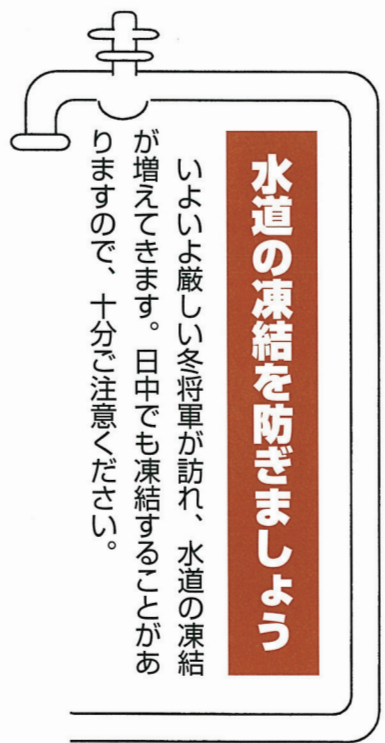 水道の凍結を防ぎましょう
いよいよ厳しい冬将軍が訪れ、水道の凍結
が増えてきます。日中でも凍結することがあ
りますので、十分ご注意ください。